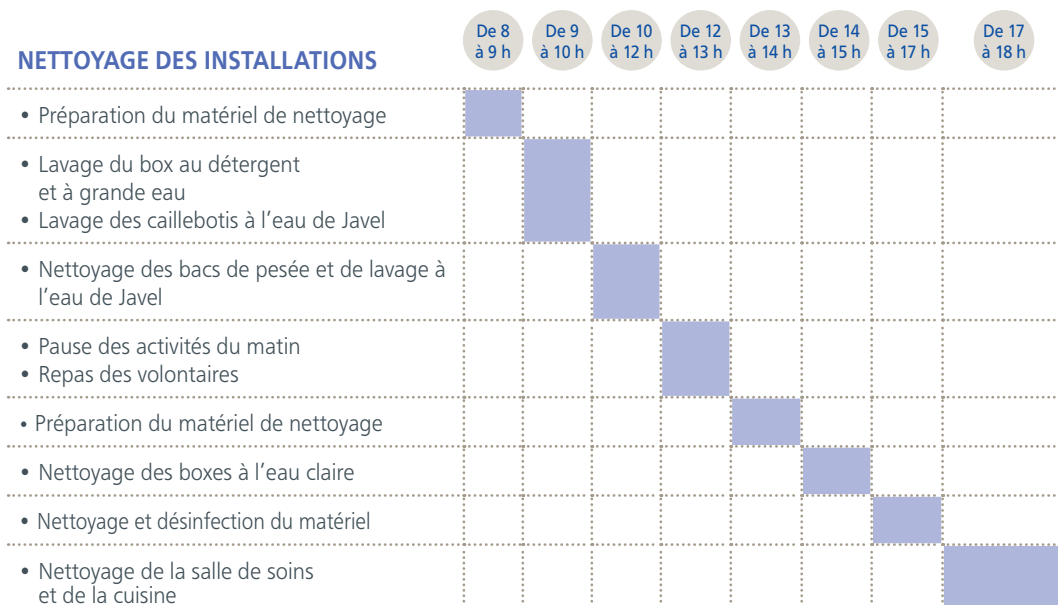 NETTOYAGE DES INSTALLATIONS
De 8
à 9 h
De 9
à 10 h
De 10
à 12 h
De 12
à 13 h
De 13
à 14 h
De 14
à 15 h
De 15
à 17 h
De 17
à 18 h
• Préparation du matériel de nettoyage
• Lavage du box au détergent
et à grande eau
• Lavage des caillebotis à l'eau de Javel
• Nettoyage des bacs de pesée et de lavage à
l'eau de Javel
• Pause des activités du matin
• Repas des volontaires
• Préparation du matériel de nettoyage
• Nettoyage des boxes à l'eau claire
• Nettoyage et désinfection du matériel
• Nettoyage de la salle de soins
et de la cuisine